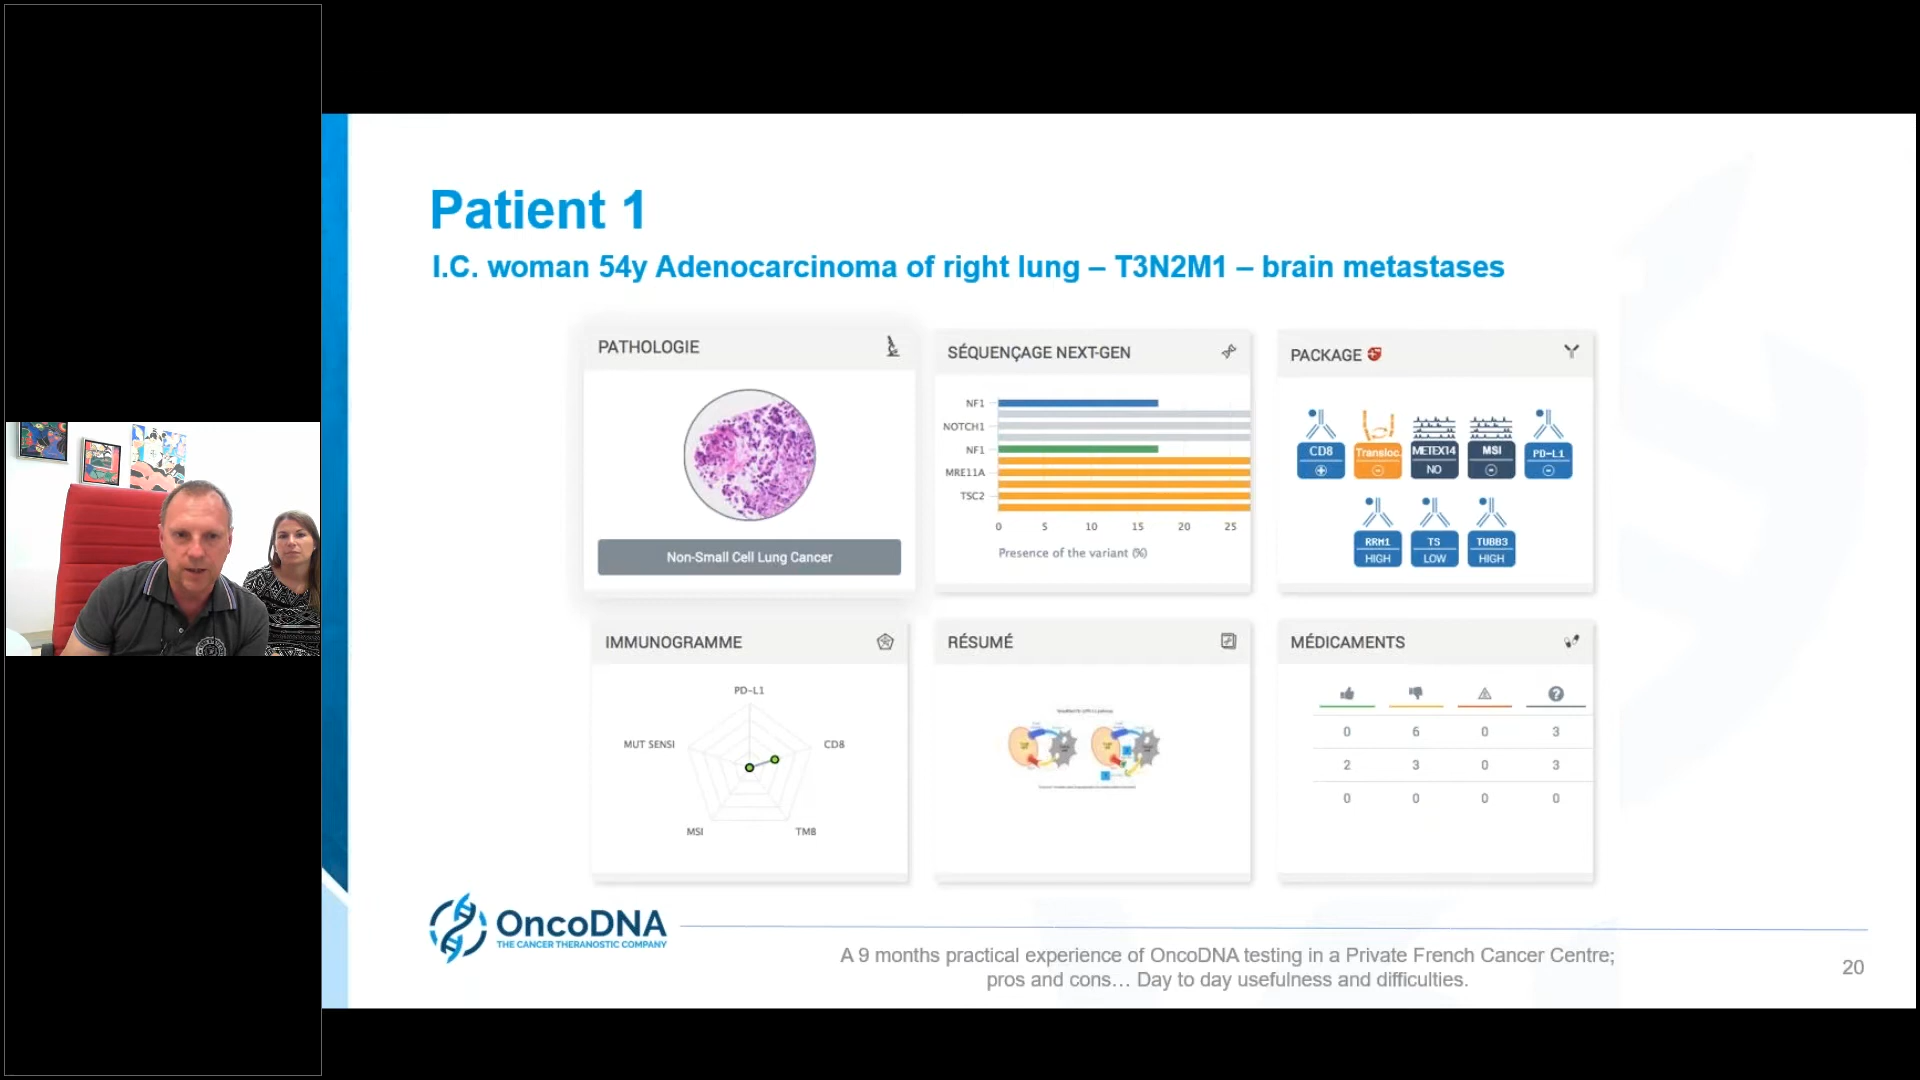 Patient 1
I.C. woman 54y Adenocarcinoma of right lung – T3N2M1 – brain metastases
PATHOLOGIE
Non-Small Cell Lung Cancer
SÉQUENÇAGE NEXT-GEN
NF1
NOTCH1
NF1
MRE11A
TSC2
0 5 10 15 20 25
Presence of the variant (%)
PACKAGE
CD8
Transloc.
METEX14
NO
MSI
PD-L1
RRM1
HIGH
TS
LOW
TUBB3
HIGH
IMMUNOGRAMME
PD-L1
MUT SENSI
CD8
MSI
TMB
RÉSUMÉ
MÉDICAMENTS
0 6 0 3
2 3 0 3
0 0 0 0
OncoDNA
THE CANCER THERANOSTIC COMPANY
A 9 months practical experience of OncoDNA testing in a Private French Cancer Centre;
pros and cons… Day to day usefulness and difficulties.
20